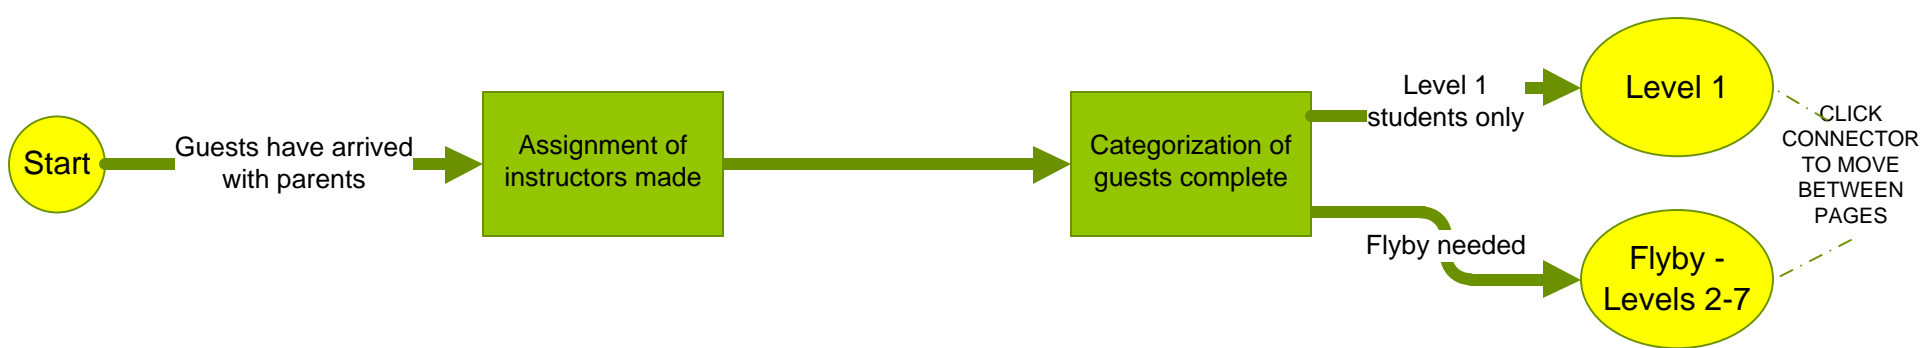 Start
Guests have arrived
with parents
Assignment of
instructors made
Categorization of
guests complete
Level 1
students only
Level 1
Flyby needed
Flyby -
Levels 2-7
CLICK
CONNECTOR
TO MOVE
BETWEEN
PAGES